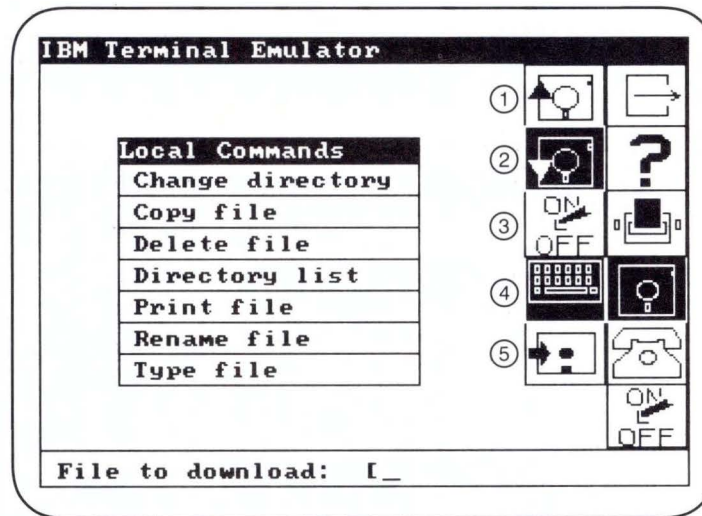 IBM Terminal Emulator
①
②
③
④
⑤
Local Commands
Change directory
Copy file
Delete file
Directory list
Print file
Rename file
Type file
?
ON
OFF
ON
OFF
File to download: [_